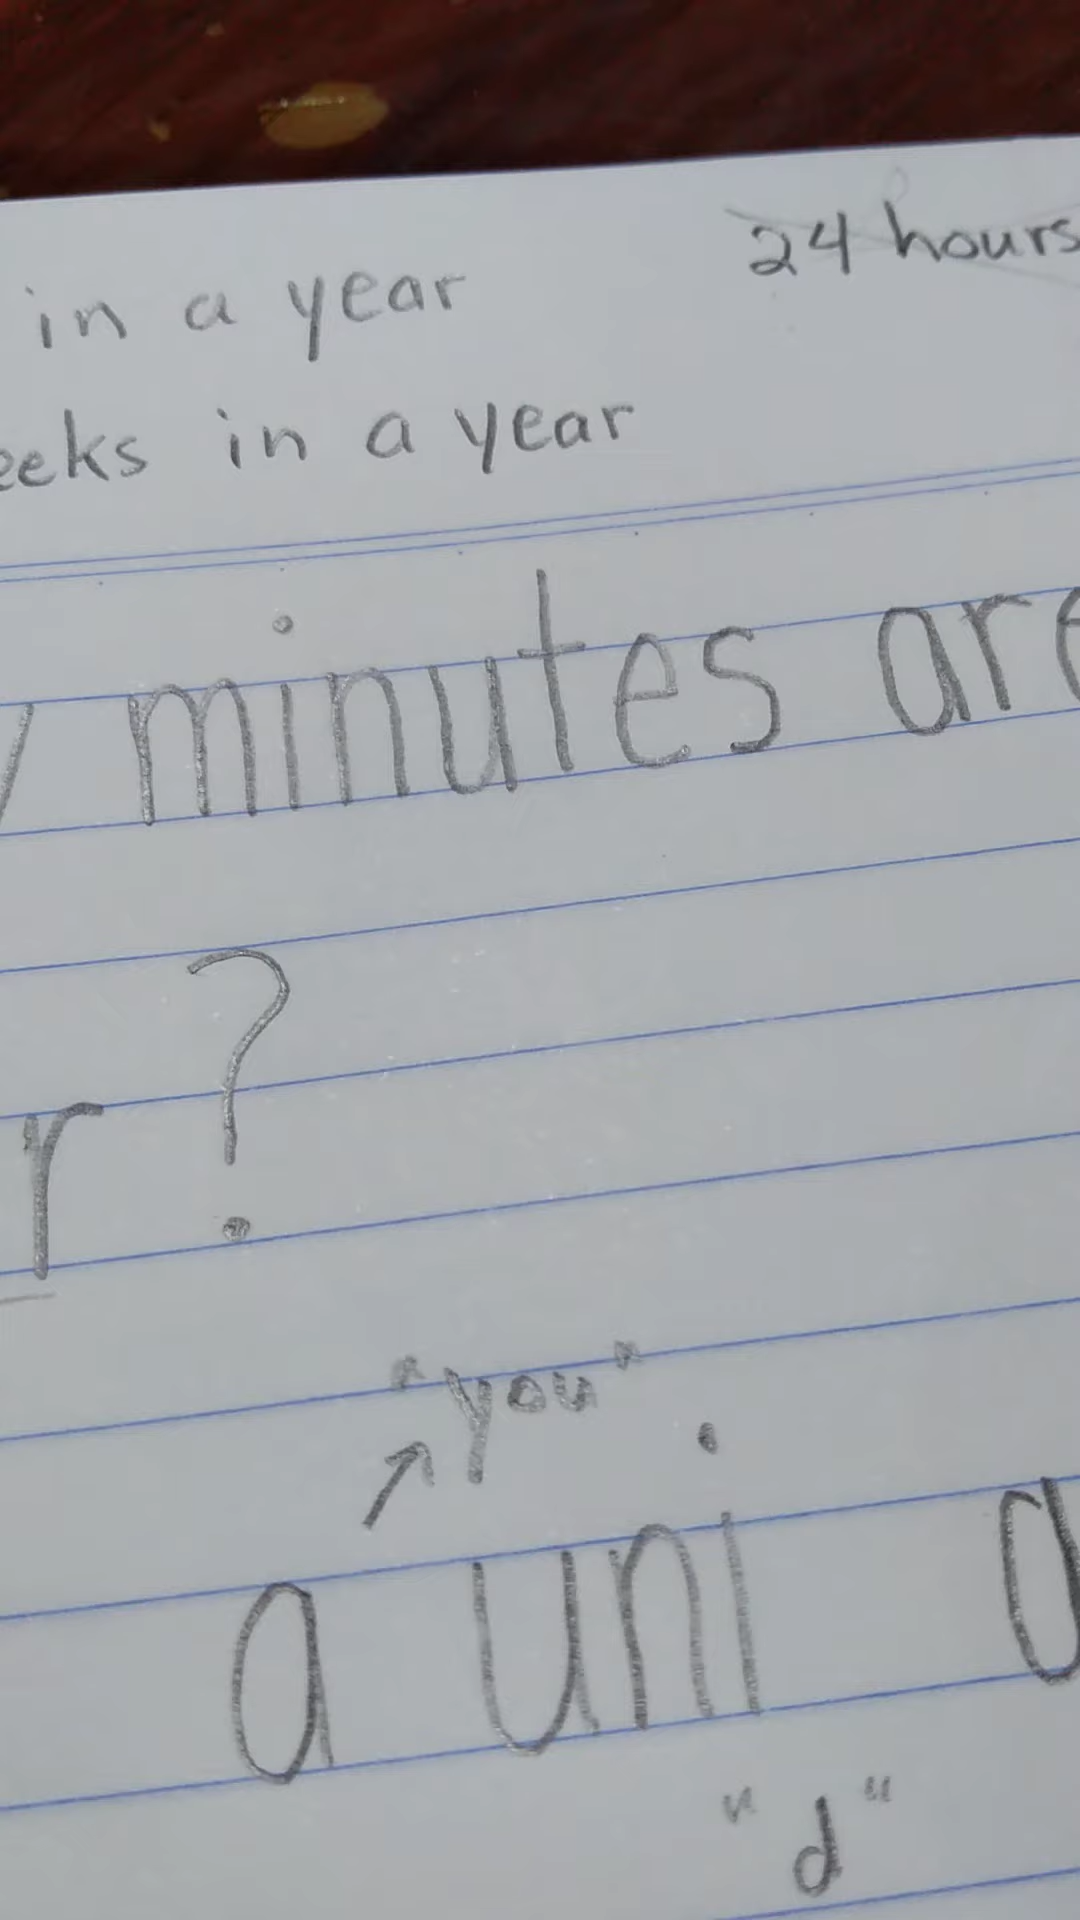 in a year 24 hours
eeks in a year
y minutes are
r?
"you"
↗
a uni a
"d"